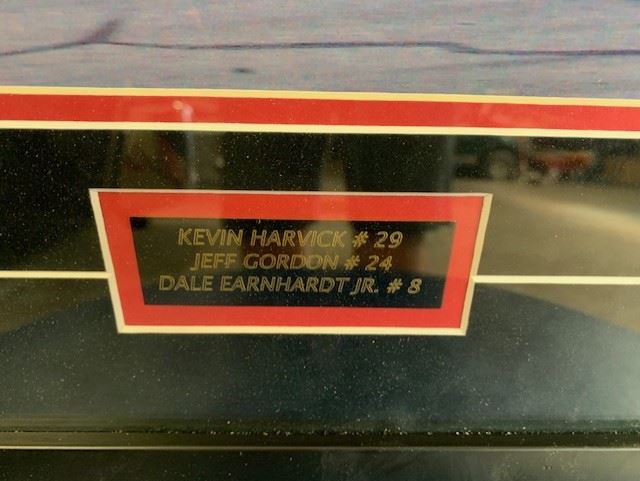 KEVIN HARVICK # 29
JEFF GORDON # 24
DALE EARNHARDT JR. # 8